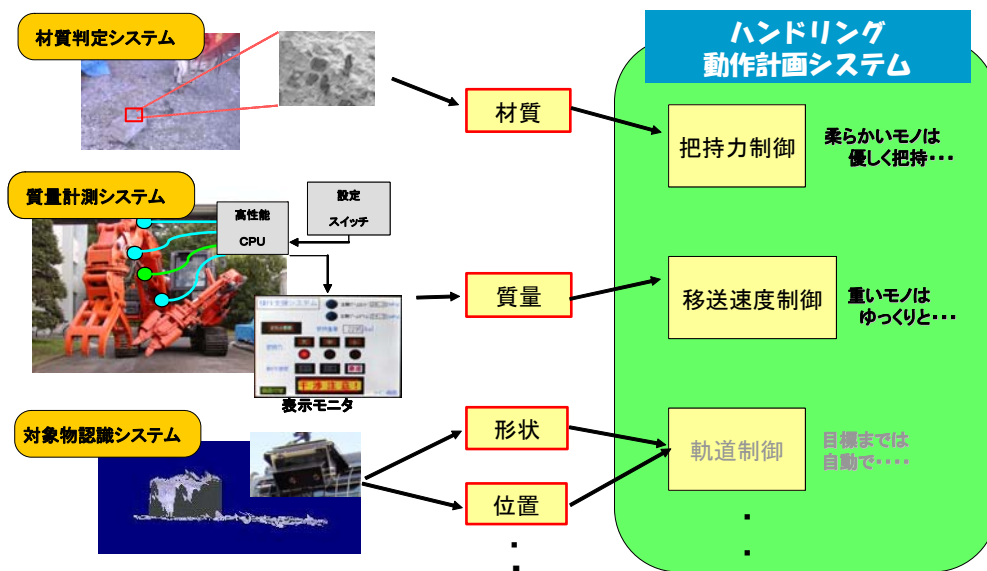 材質判定システム
ハンドリング
動作計画システム
材質
把持力制御
柔らかいモノは
優しく把持・・・
質量計測システム
高性能
CPU
設定
スイッチ
質量
移送速度制御
重いモノは
ゆっくりと・・・
干渉注意!
表示モニタ
対象物認識システム
形状
位置
軌道制御
目標までは
自動で・・・・